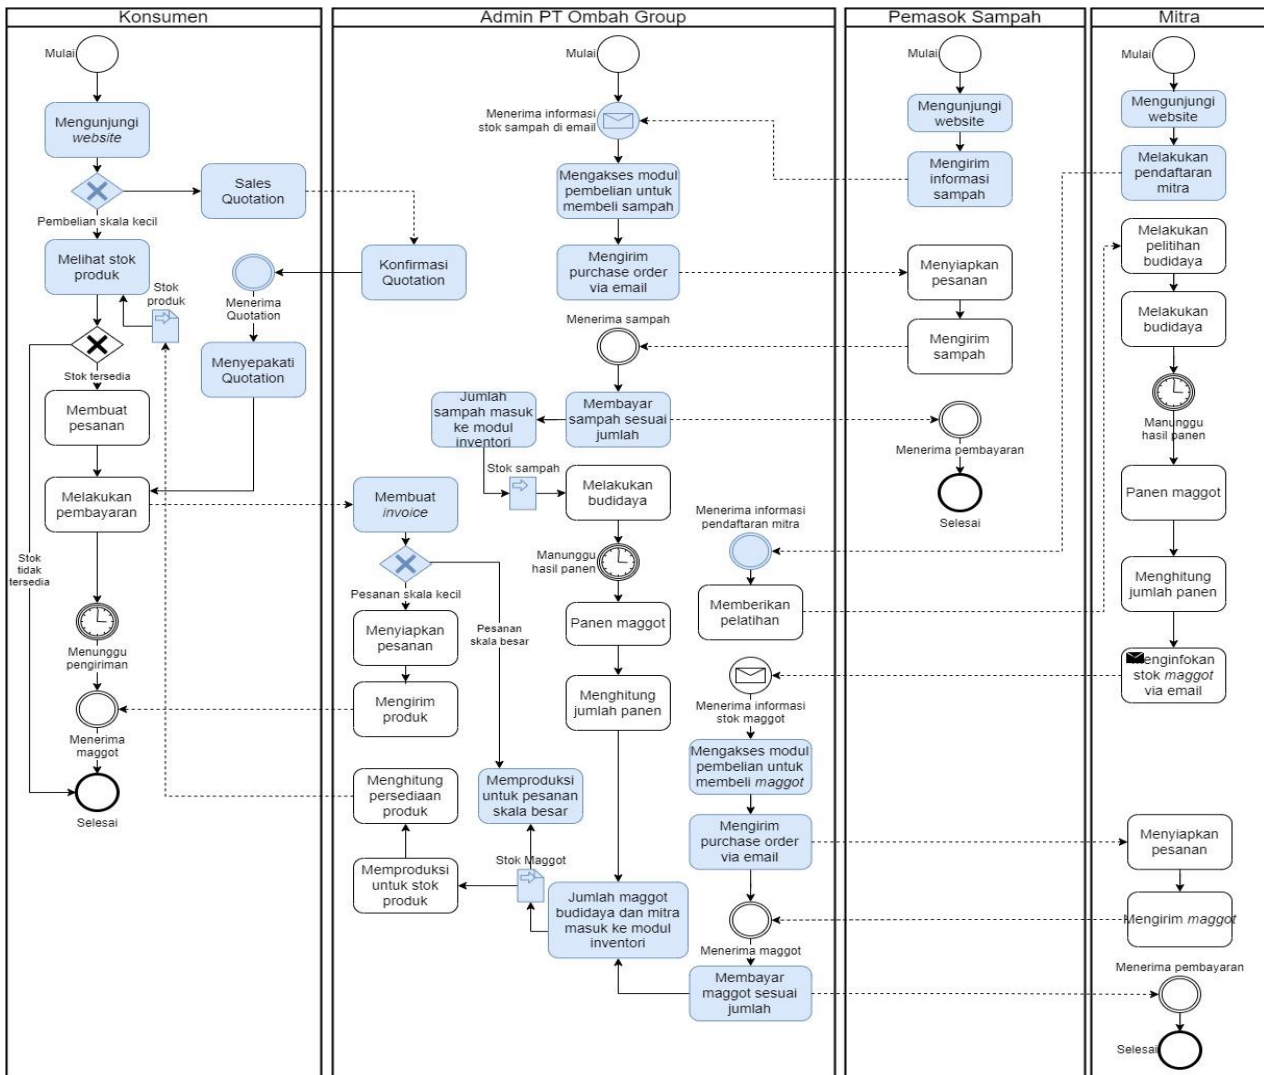 Konsumen
Mulai
Mengunjungi
website
Sales
Quotation
Pembelian skala kecil
Melihat stok
produk
Stok
produk
Menerima
Quotation
Stok tersedia
Menyepakati
Quotation
Membuat
pesanan
Melakukan
pembayaran
Stok
tidak
tersedia
Menunggu
pengiriman
Menerima
maggot
Selesai
Admin PT Ombah Group
Mulai
Menerima informasi
stok sampah di email
Mengakses modul
pembelian untuk
membeli sampah
Konfirmasi
Quotation
Mengirim
purchase order
via email
Menerima sampah
Jumlah
sampah masuk
ke modul
inventori
Membayar
sampah sesuai
jumlah
Stok sampah
Melakukan
budidaya
Membuat
invoice
Menerima informasi
pendaftaran mitra
Manunggu
hasil panen
Pesanan skala kecil
Memberikan
pelatihan
Menyiapkan
pesanan
Pesanan
skala besar
Panen maggot
Mengirim
produk
Menghitung
jumlah panen
Menerima informasi
stok maggot
Mengakses modul
pembelian untuk
membeli maggot
Menghitung
persediaan
produk
Memproduksi
untuk pesanan
skala besar
Mengirim
purchase order
via email
Stok Maggot
Memproduksi
untuk stok
produk
Jumlah maggot
budidaya dan mitra
masuk ke modul
inventori
Menerima maggot
Membayar
maggot sesuai
jumlah
Pemasok Sampah
Mulai
Mengunjungi
website
Mengirim
informasi
sampah
Menyiapkan
pesanan
Mengirim
sampah
Menerima pembayaran
Selesai
Mitra
Mulai
Mengunjungi
website
Melakukan
pendaftaran
mitra
Melakukan
pelitihan
budidaya
Melakukan
budidaya
Manunggu
hasil panen
Panen maggot
Menghitung
jumlah panen
Menginfokan
stok maggot
via email
Menyiapkan
pesanan
Mengirim maggot
Menerima pembayaran
Selesai